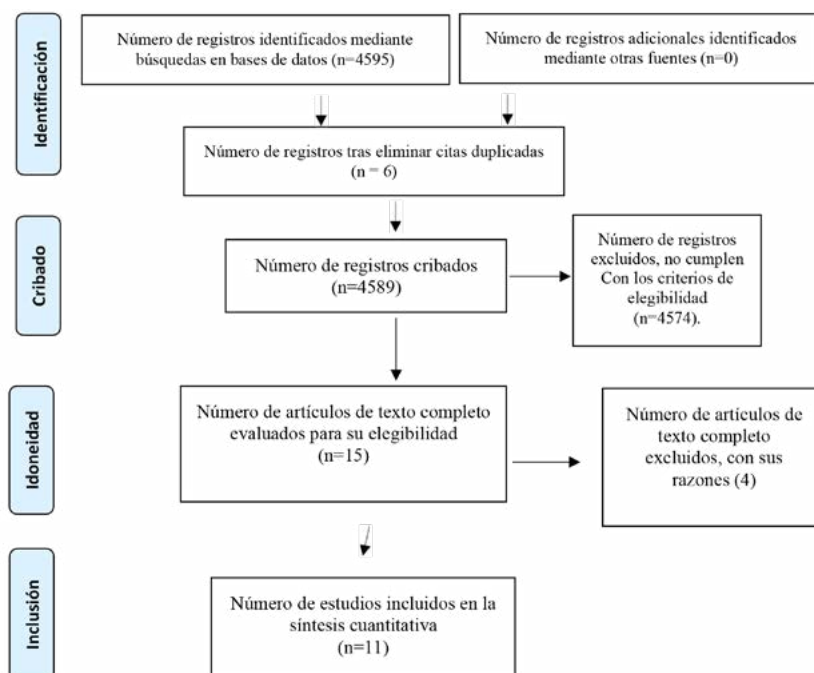 Identificación
Número de registros identificados mediante
búsquedas en bases de datos (n=4595)
Número de registros adicionales identificados
mediante otras fuentes (n=0)
Número de registros tras eliminar citas duplicadas
(n = 6)
Cribado
Número de registros cribados
(n=4589)
Número de registros
excluidos, no cumplen
Con los criterios de
elegibilidad
(n=4574).
Idoneidad
Número de artículos de texto completo
evaluados para su elegibilidad
(n=15)
Número de artículos de
texto completo
excluidos, con sus
razones (4)
Inclusión
Número de estudios incluidos en la
síntesis cuantitativa
(n=11)